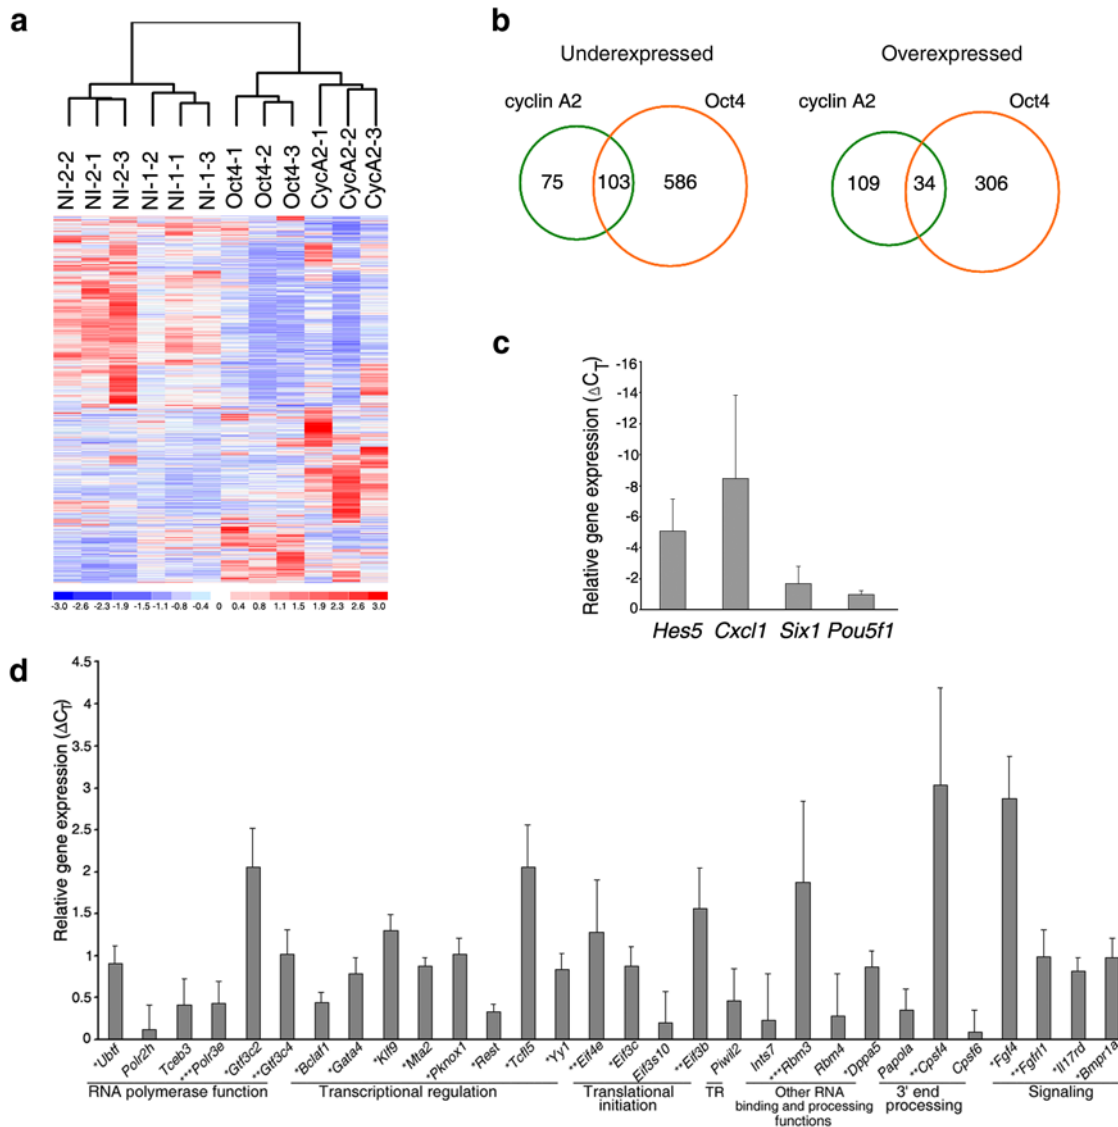 a
NI-2-2
NI-2-1
NI-2-3
NI-1-2
NI-1-1
NI-1-3
Oct4-1
Oct4-2
Oct4-3
CycA2-1
CycA2-2
CycA2-3
-3.0 -2.6 -2.3 -1.9 -1.5 -1.1 -0.8 -0.4 0 0.4 0.8 1.1 1.5 1.9 2.3 2.6 3.0
b
Underexpressed
Overexpressed
cyclin A2
Oct4
75
103
586
cyclin A2
Oct4
109
34
306
c
Relative gene expression (△CT)
-16
-14
-12
-10
-8
-6
-4
-2
0
Hes5 Cxcl1 Six1 Pou5f1
d
Relative gene expression (ΔCT)
4.5
4
3.5
3
2.5
2
1.5
1
0.5
0
*Ubtf
Polr2h
Tceb3
***Polr3e
*Gtf3c2
**Gtf3c4
*Bclaf1
*Gata4
*Klf9
*Mta2
*Pknox1
*Rest
*Tcfl5
*Yy1
**Eif4e
*Eif3c
Eif3s10
**Eif3b
Piwil2
Ints7
***Rbm3
Rbm4
*Dppa5
Papola
**Cpsf4
Cpsf6
*Fgf4
**Fgfrl1
*Il17rd
*Bmpr1a
RNA polymerase function
Transcriptional regulation
Translational
initiation
TR
Other RNA
binding and processing
functions
3' end
processing
Signaling